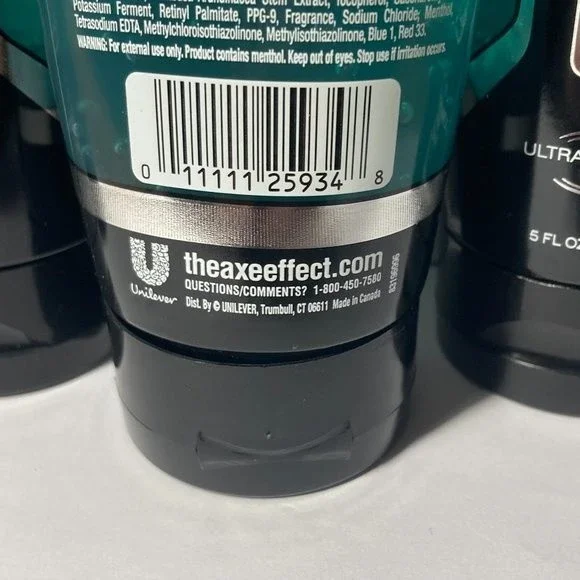 Stem Extract, Tocopherol,
Potassium Ferment, Retinyl Palmitate, PPG-9, Fragrance, Sodium Chloride, Menthol,
Tetrasodium EDTA, Methylchloroisothiazolinone, Methylisothiazolinone, Blue 1, Red 33.
WARNING: For external use only. Product contains menthol. Keep out of eyes. Stop use if irritation occurs.
0 11111 25934 8
theaxeeffect.com
QUESTIONS/COMMENTS? 1-800-450-7580
Unilever
Dist. By © UNILEVER, Trumbull, CT 06611 Made in Canada
ULTRA
5 FL OZ